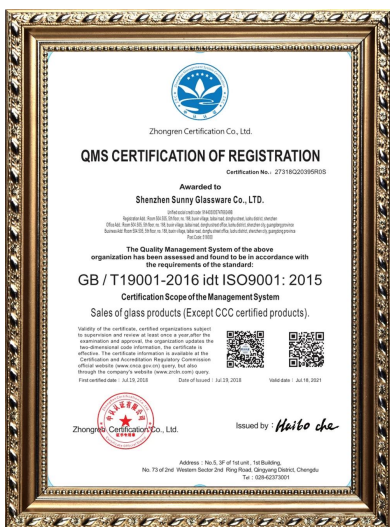 Zhongren Certification Co., Ltd.
QMS CERTIFICATION OF REGISTRATION
Certification No.: 27318Q20395R0S
Awarded to
Shenzhen Sunny Glassware Co., LTD.
The Quality Management System of the above
organization has been assessed and found to be in accordance with
the requirements of the standard:
GB / T19001-2016 idt ISO9001: 2015
Certification Scope of the Management System
Sales of glass products (Except CCC certified products).
Validity of the certificate, certified organizations subject
to supervision and review at least once a year after the
examination and approval, the organization updates the
two-dimensional code information, the certificate is
effective. The certificate information is available at the
Certification and Accreditation Regulatory Commission
official website (www.cnca.gov.cn) query, but also
through the company's website (www.zrcln.com) query.
First certified date : Jul.19, 2018
Date of Issued : Jul.19, 2018
Valid date : Jul.18, 2021
Zhongren Certification Co., Ltd.
Issued by : Haibo che
Address : No.5, 3F of 1st unit , 1st Building,
No. 73 of 2nd Western Sector 2nd Ring Road, Qingyang District, Chengdu
Tel : 028-62373001